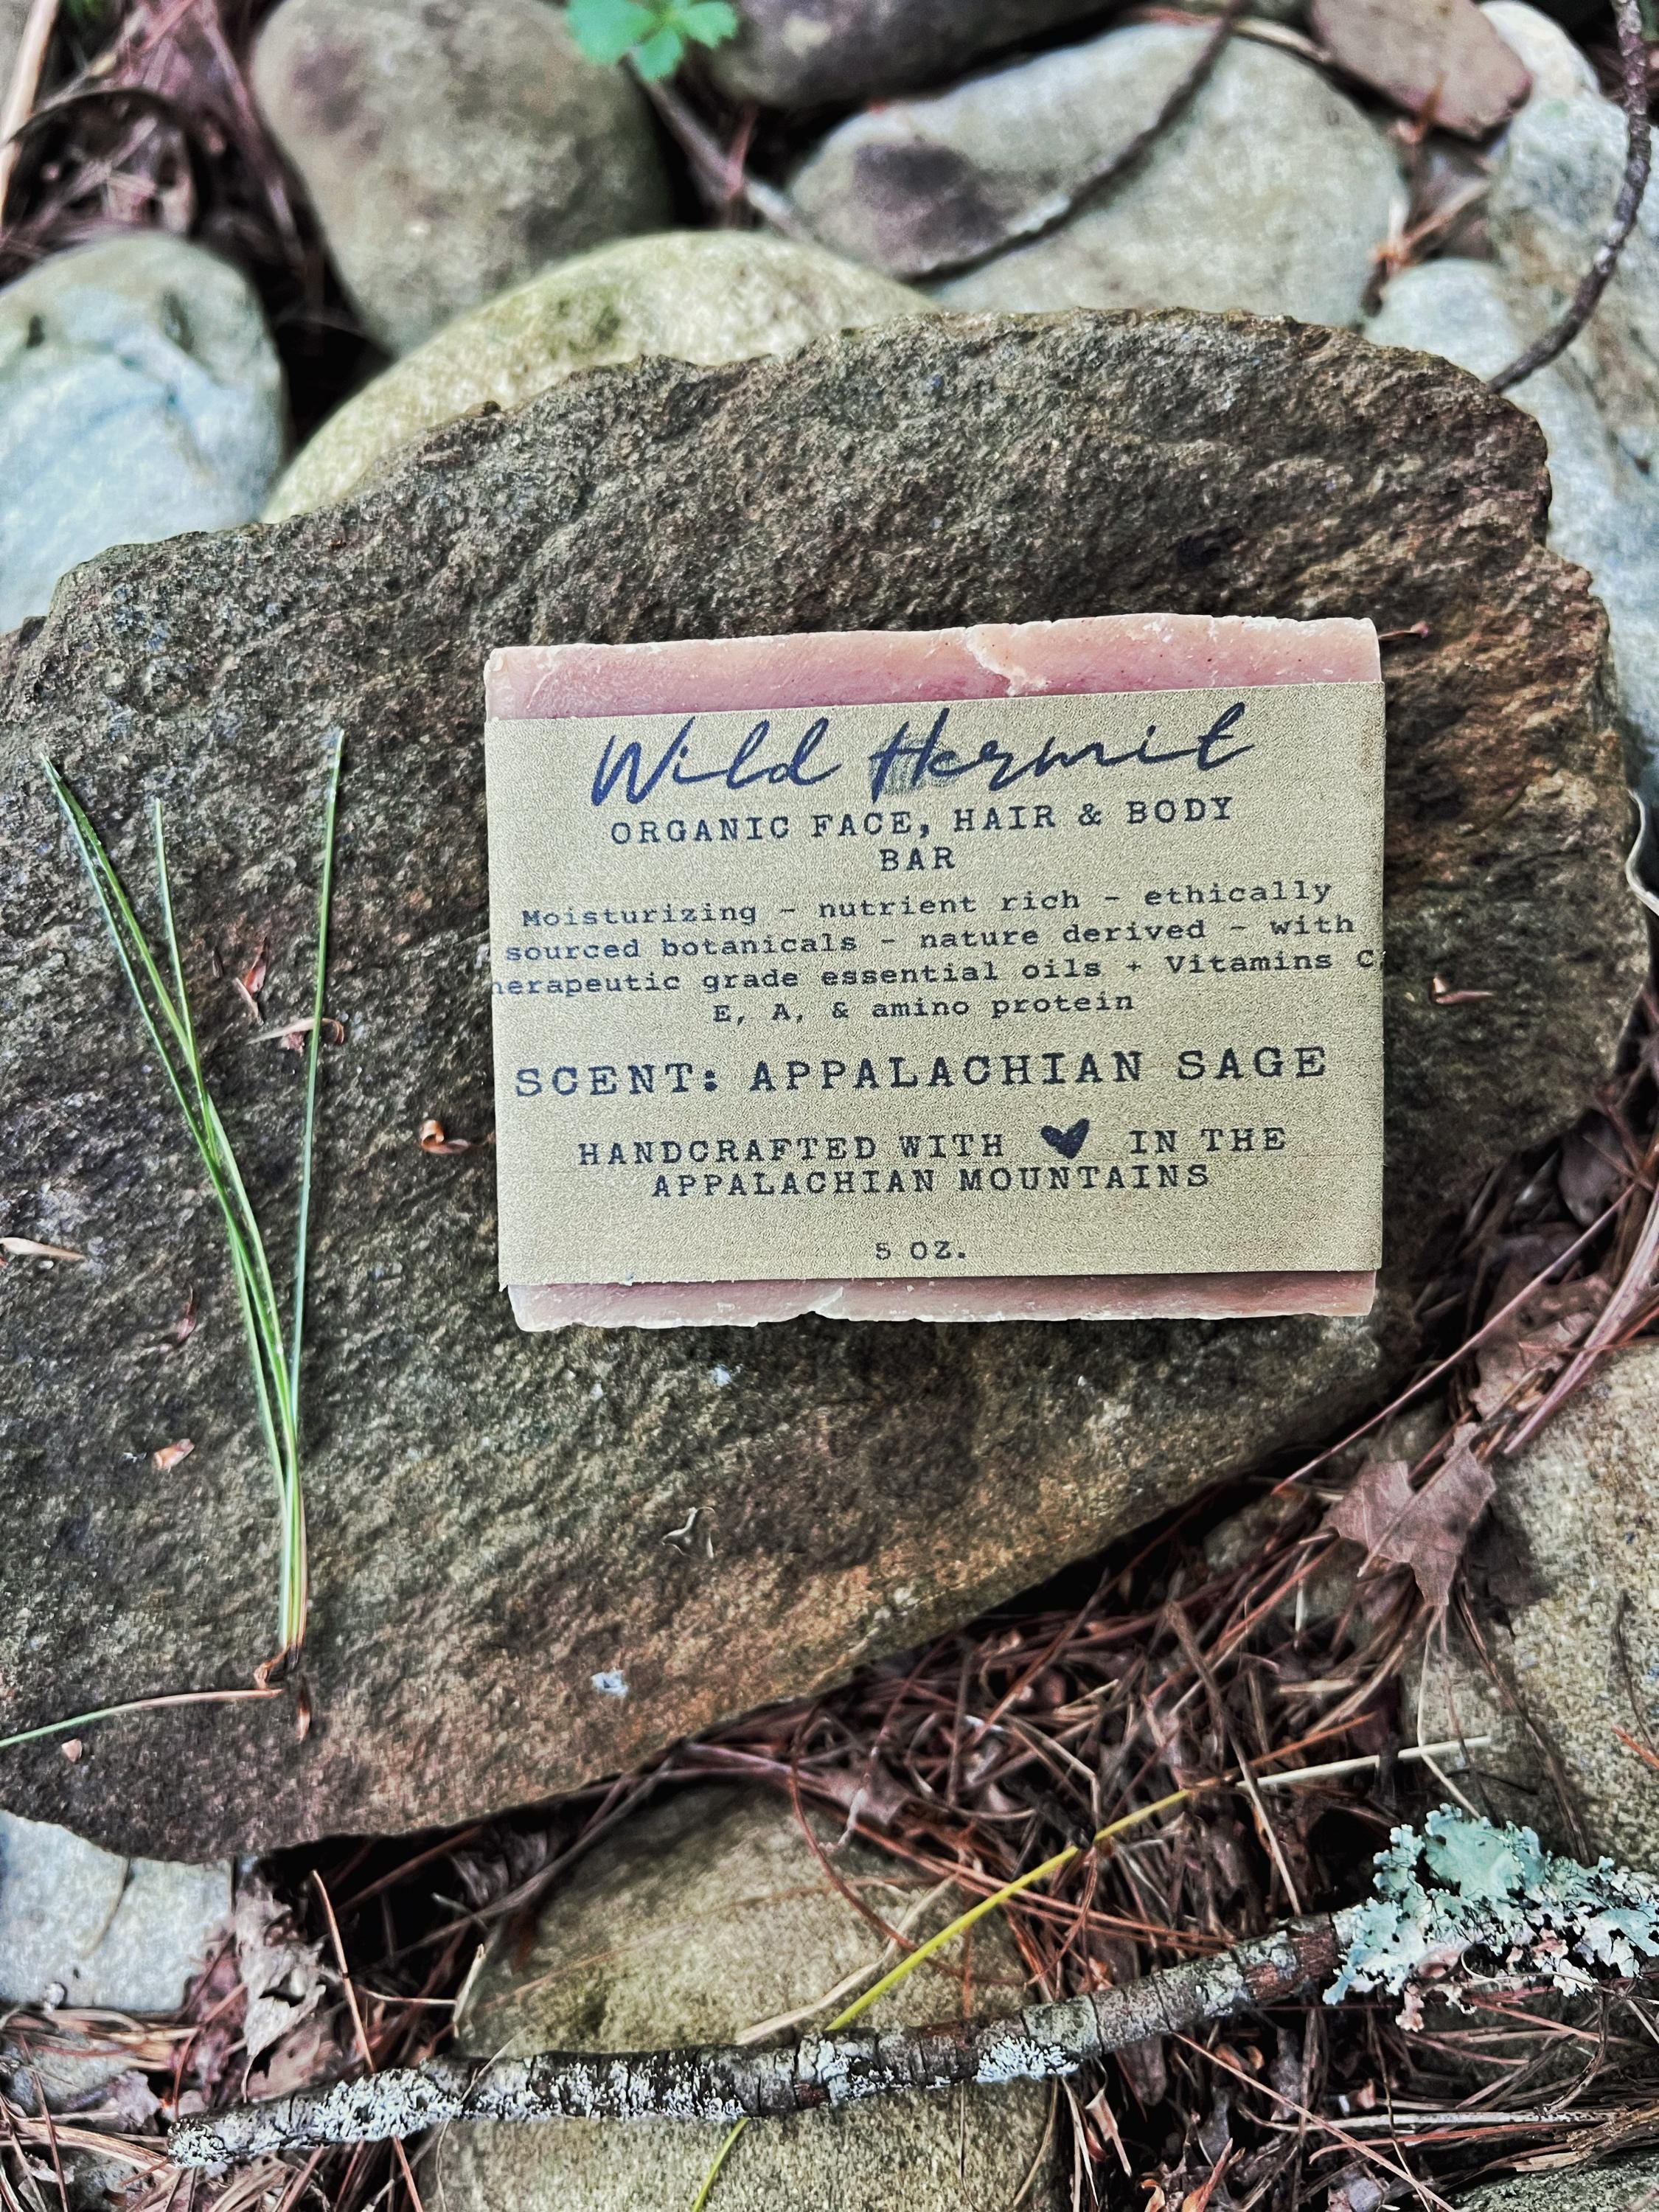 Wild Hermit
ORGANIC FACE, HAIR & BODY
BAR
Moisturizing - nutrient rich - ethically
sourced botanicals - nature derived - with
herapeutic grade essential oils + Vitamins C,
E, A, & amino protein
SCENT: APPALACHIAN SAGE
HANDCRAFTED WITH ♥ IN THE
APPALACHIAN MOUNTAINS
5 OZ.